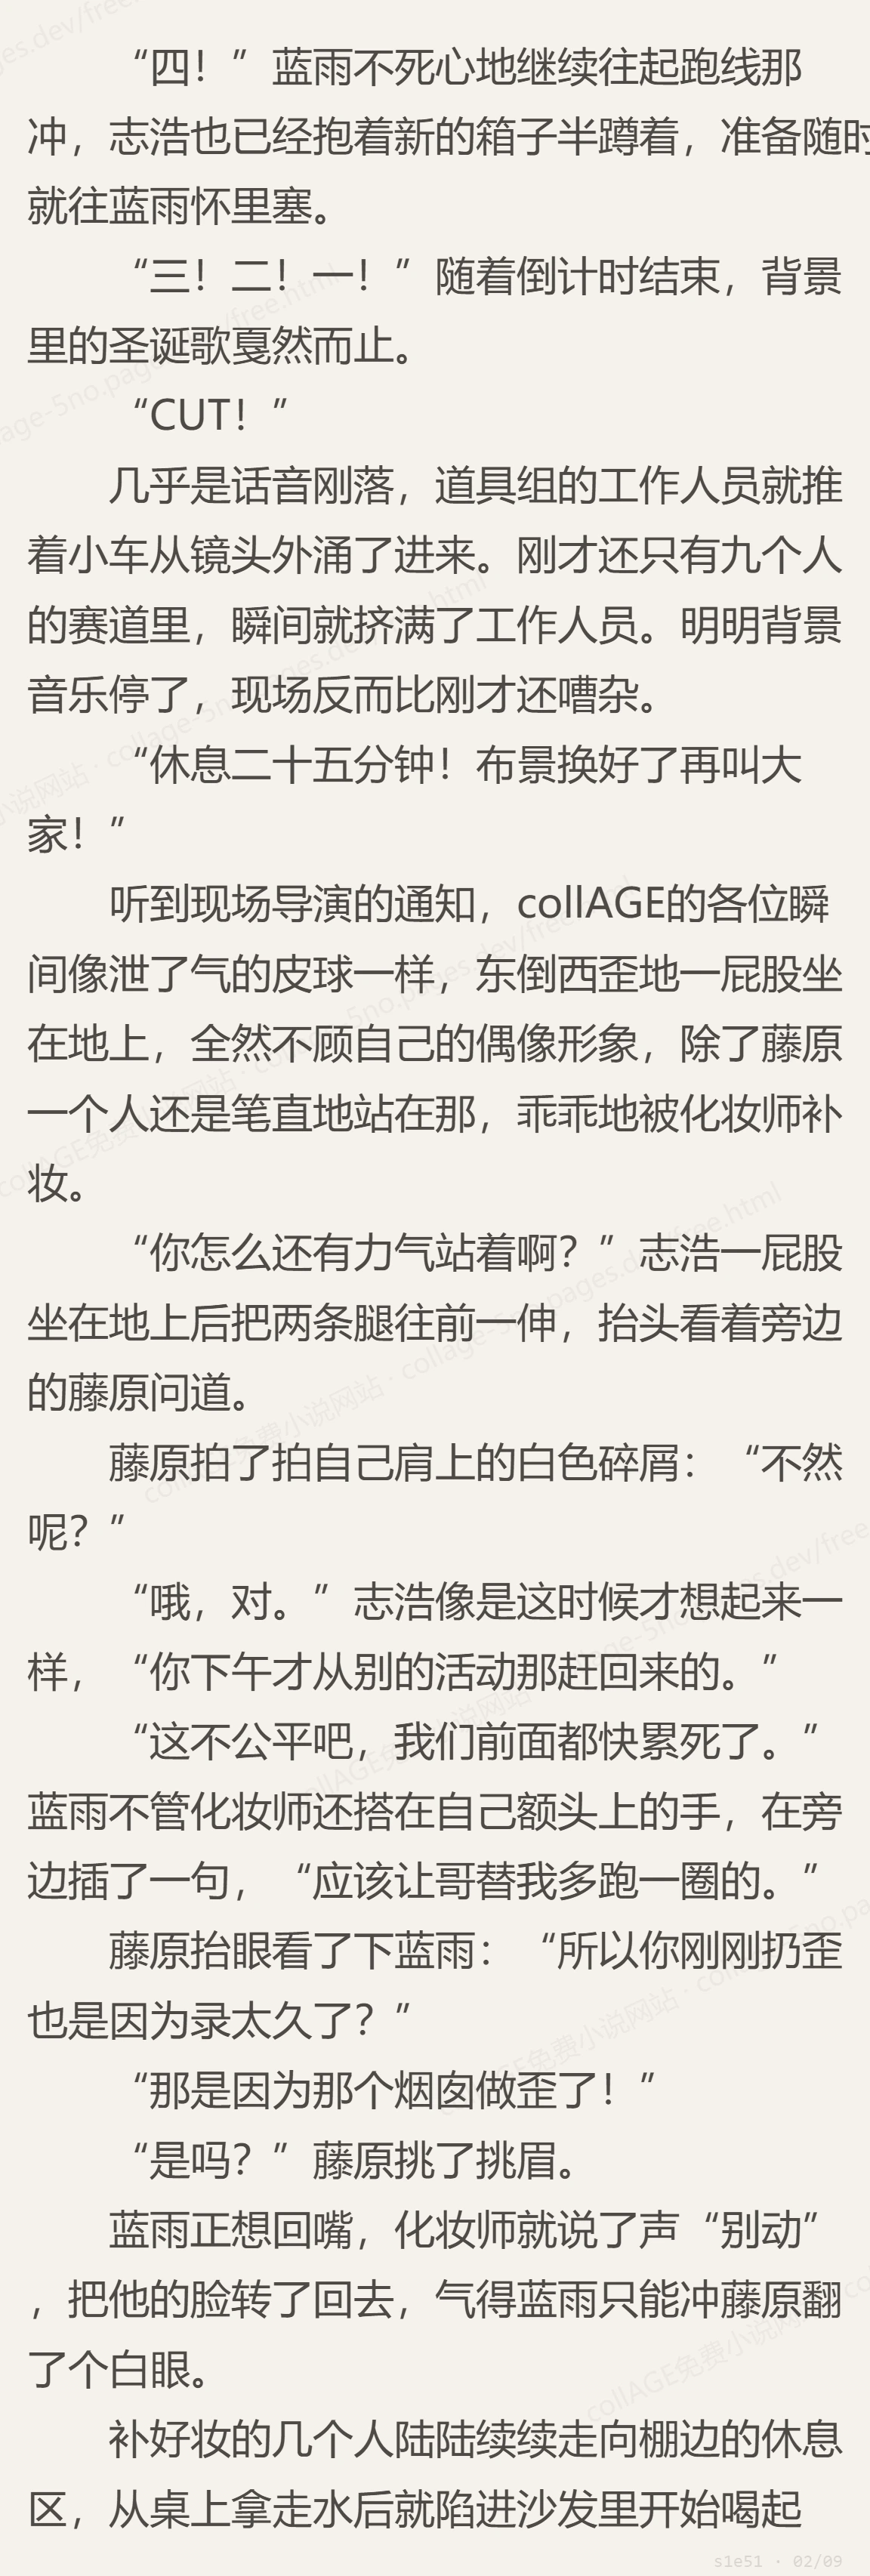 “四！”蓝雨不死心地继续往起跑线那
冲，志浩也已经抱着新的箱子半蹲着，准备随时
就往蓝雨怀里塞。
“三！二！一！”随着倒计时结束，背景
里的圣诞歌戛然而止。
“CUT！”
几乎是话音刚落，道具组的工作人员就推
着小车从镜头外涌了进来。刚才还只有九个人
的赛道里，瞬间就挤满了工作人员。明明背景
音乐停了，现场反而比刚才还嘈杂。
“休息二十五分钟！布景换好了再叫大
家！”
听到现场导演的通知，collAGE的各位瞬
间像泄了气的皮球一样，东倒西歪地一屁股坐
在地上，全然不顾自己的偶像形象，除了藤原
一个人还是笔直地站在那，乖乖地被化妆师补
妆。
“你怎么还有力气站着啊？”志浩一屁股
坐在地上后把两条腿往前一伸，抬头看着旁边
的藤原问道。
藤原拍了拍自己肩上的白色碎屑：“不然
呢？”
“哦，对。”志浩像是这时候才想起来一
样，“你下午才从别的活动那赶回来的。”
“这不公平吧，我们前面都快累死了。”
蓝雨不管化妆师还搭在自己额头上的手，在旁
边插了一句，“应该让哥替我多跑一圈的。”
藤原抬眼看了下蓝雨：“所以你刚刚扔歪
也是因为录太久了？”
“那是因为那个烟囱做歪了！”
“是吗？”藤原挑了挑眉。
蓝雨正想回嘴，化妆师就说了声“别动”
，把他的脸转了回去，气得蓝雨只能冲藤原翻
了个白眼。
补好妆的几个人陆陆续续走向棚边的休息
区，从桌上拿走水后就陷进沙发里开始喝起
s1e51 · 02/09